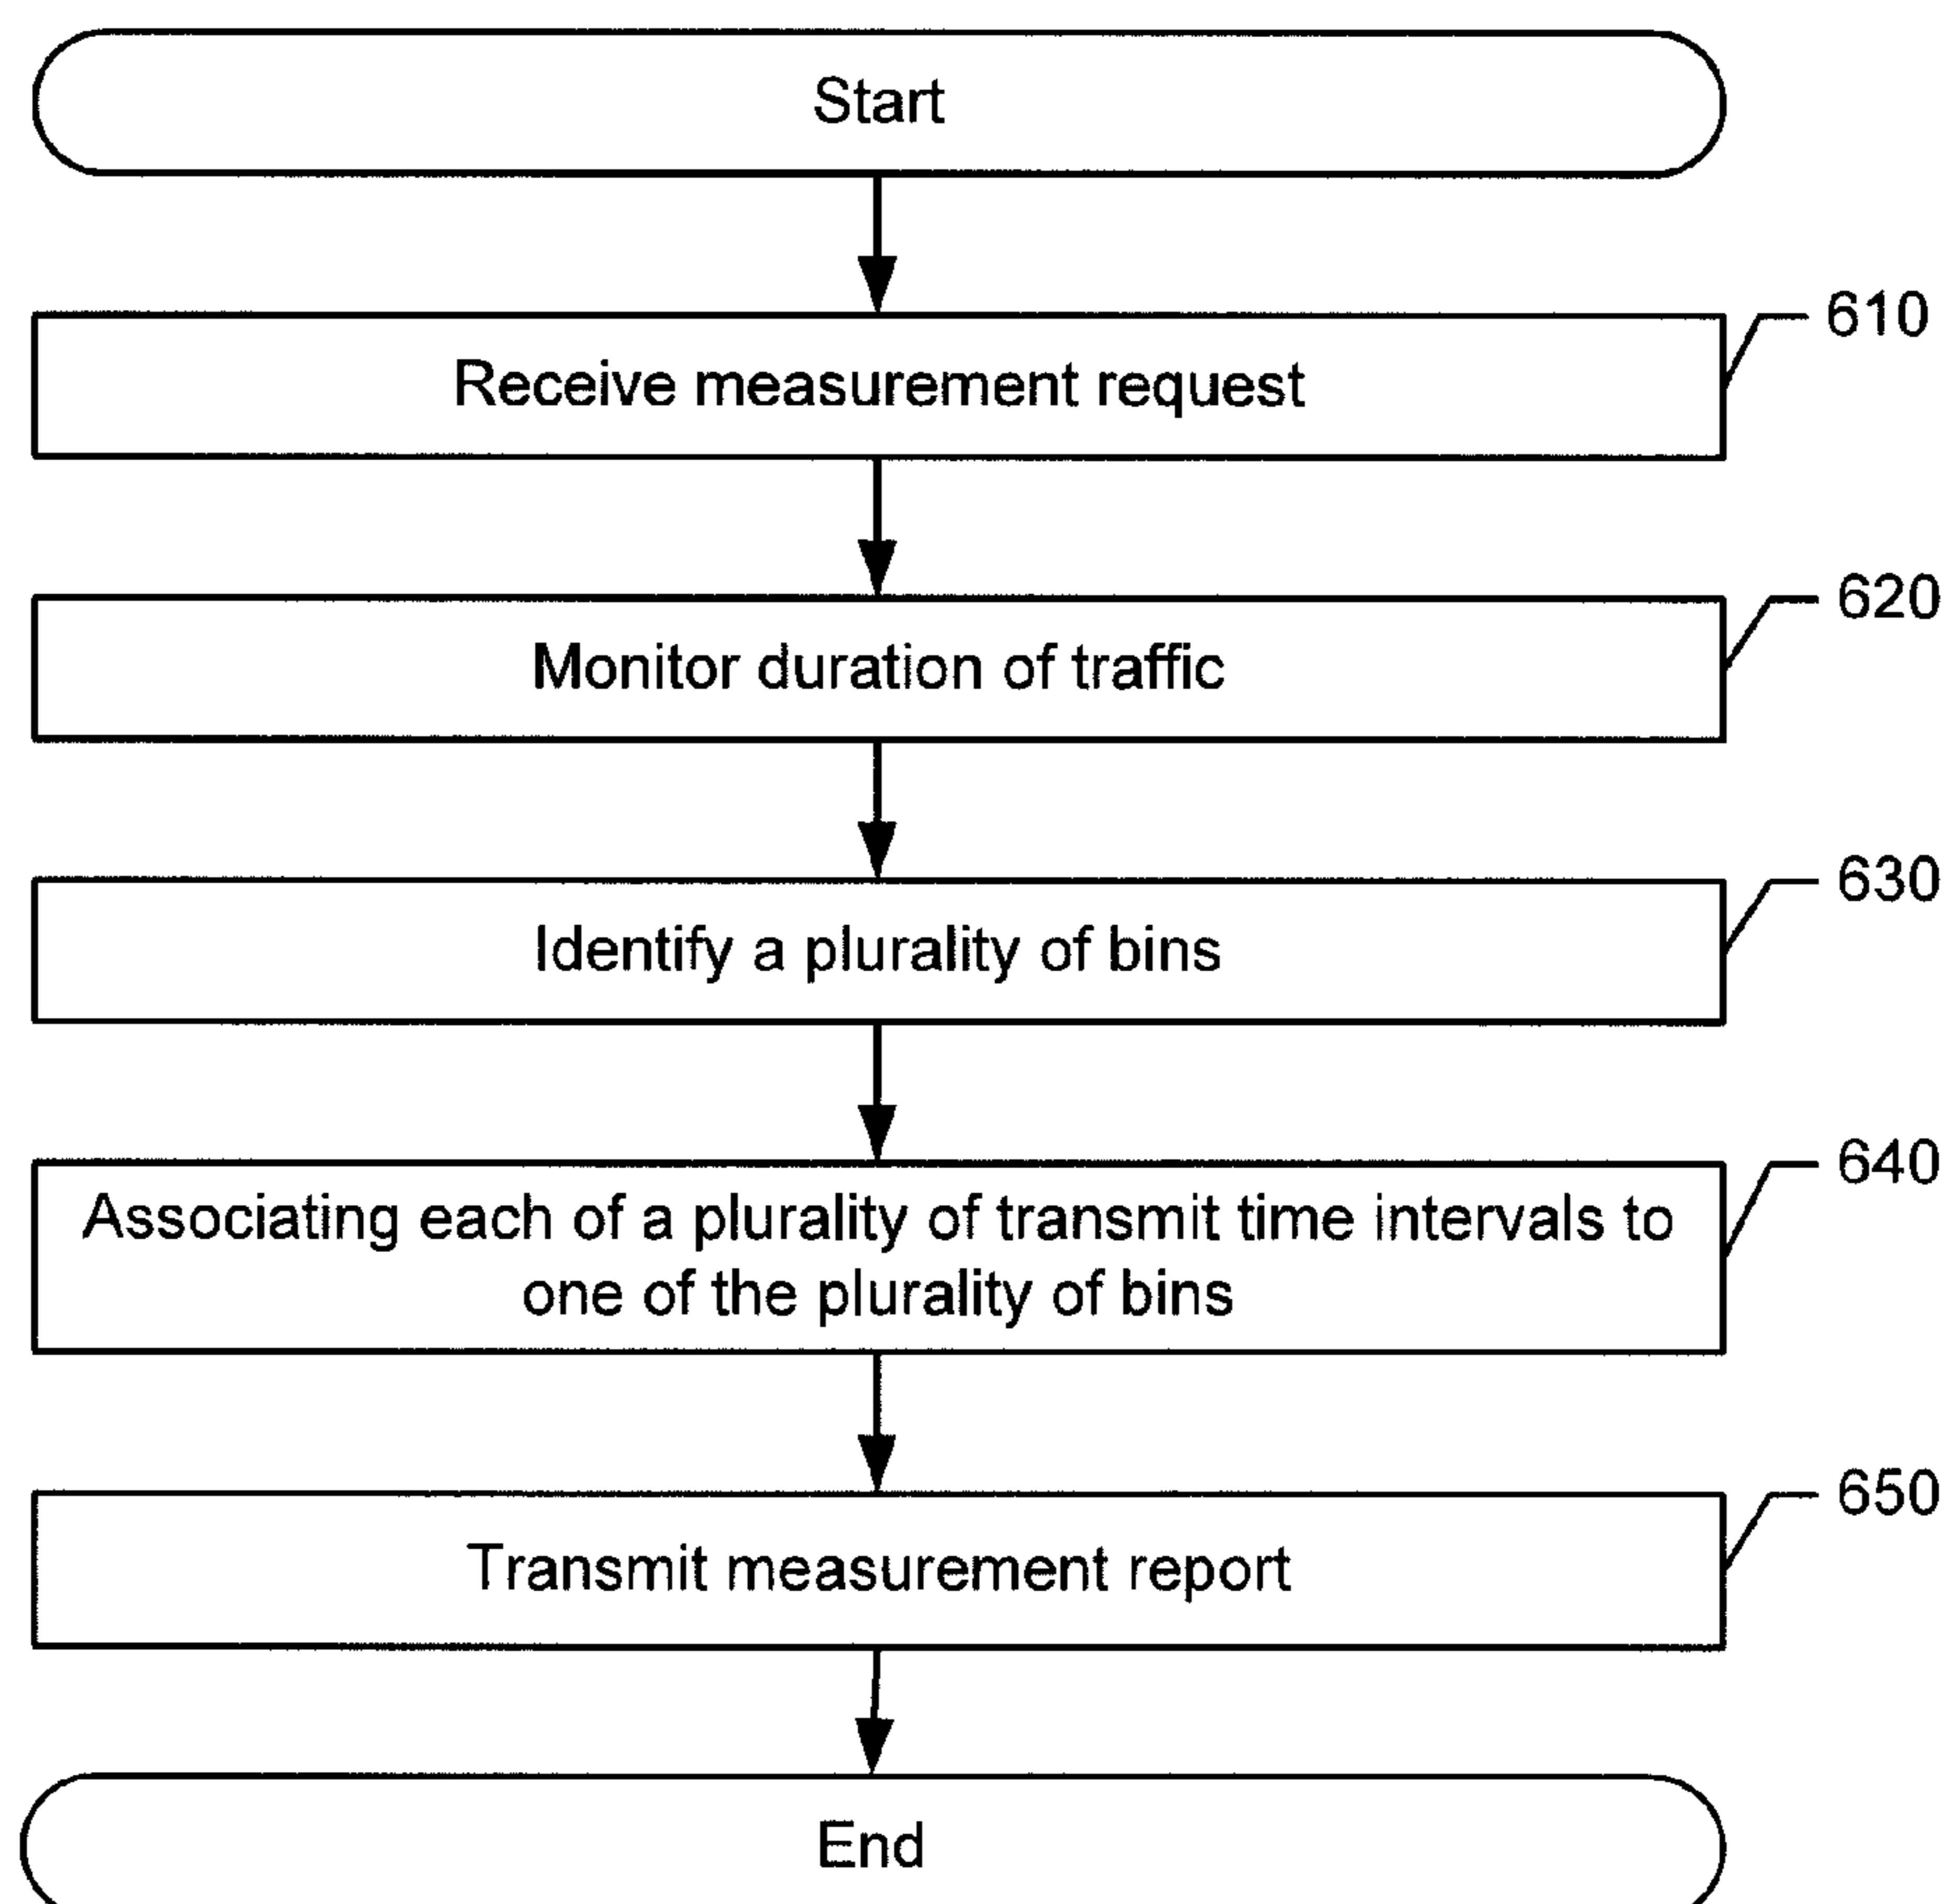 Start
610
Receive measurement request
620
Monitor duration of traffic
630
Identify a plurality of bins
640
Associating each of a plurality of transmit time intervals to
one of the plurality of bins
650
Transmit measurement report
End